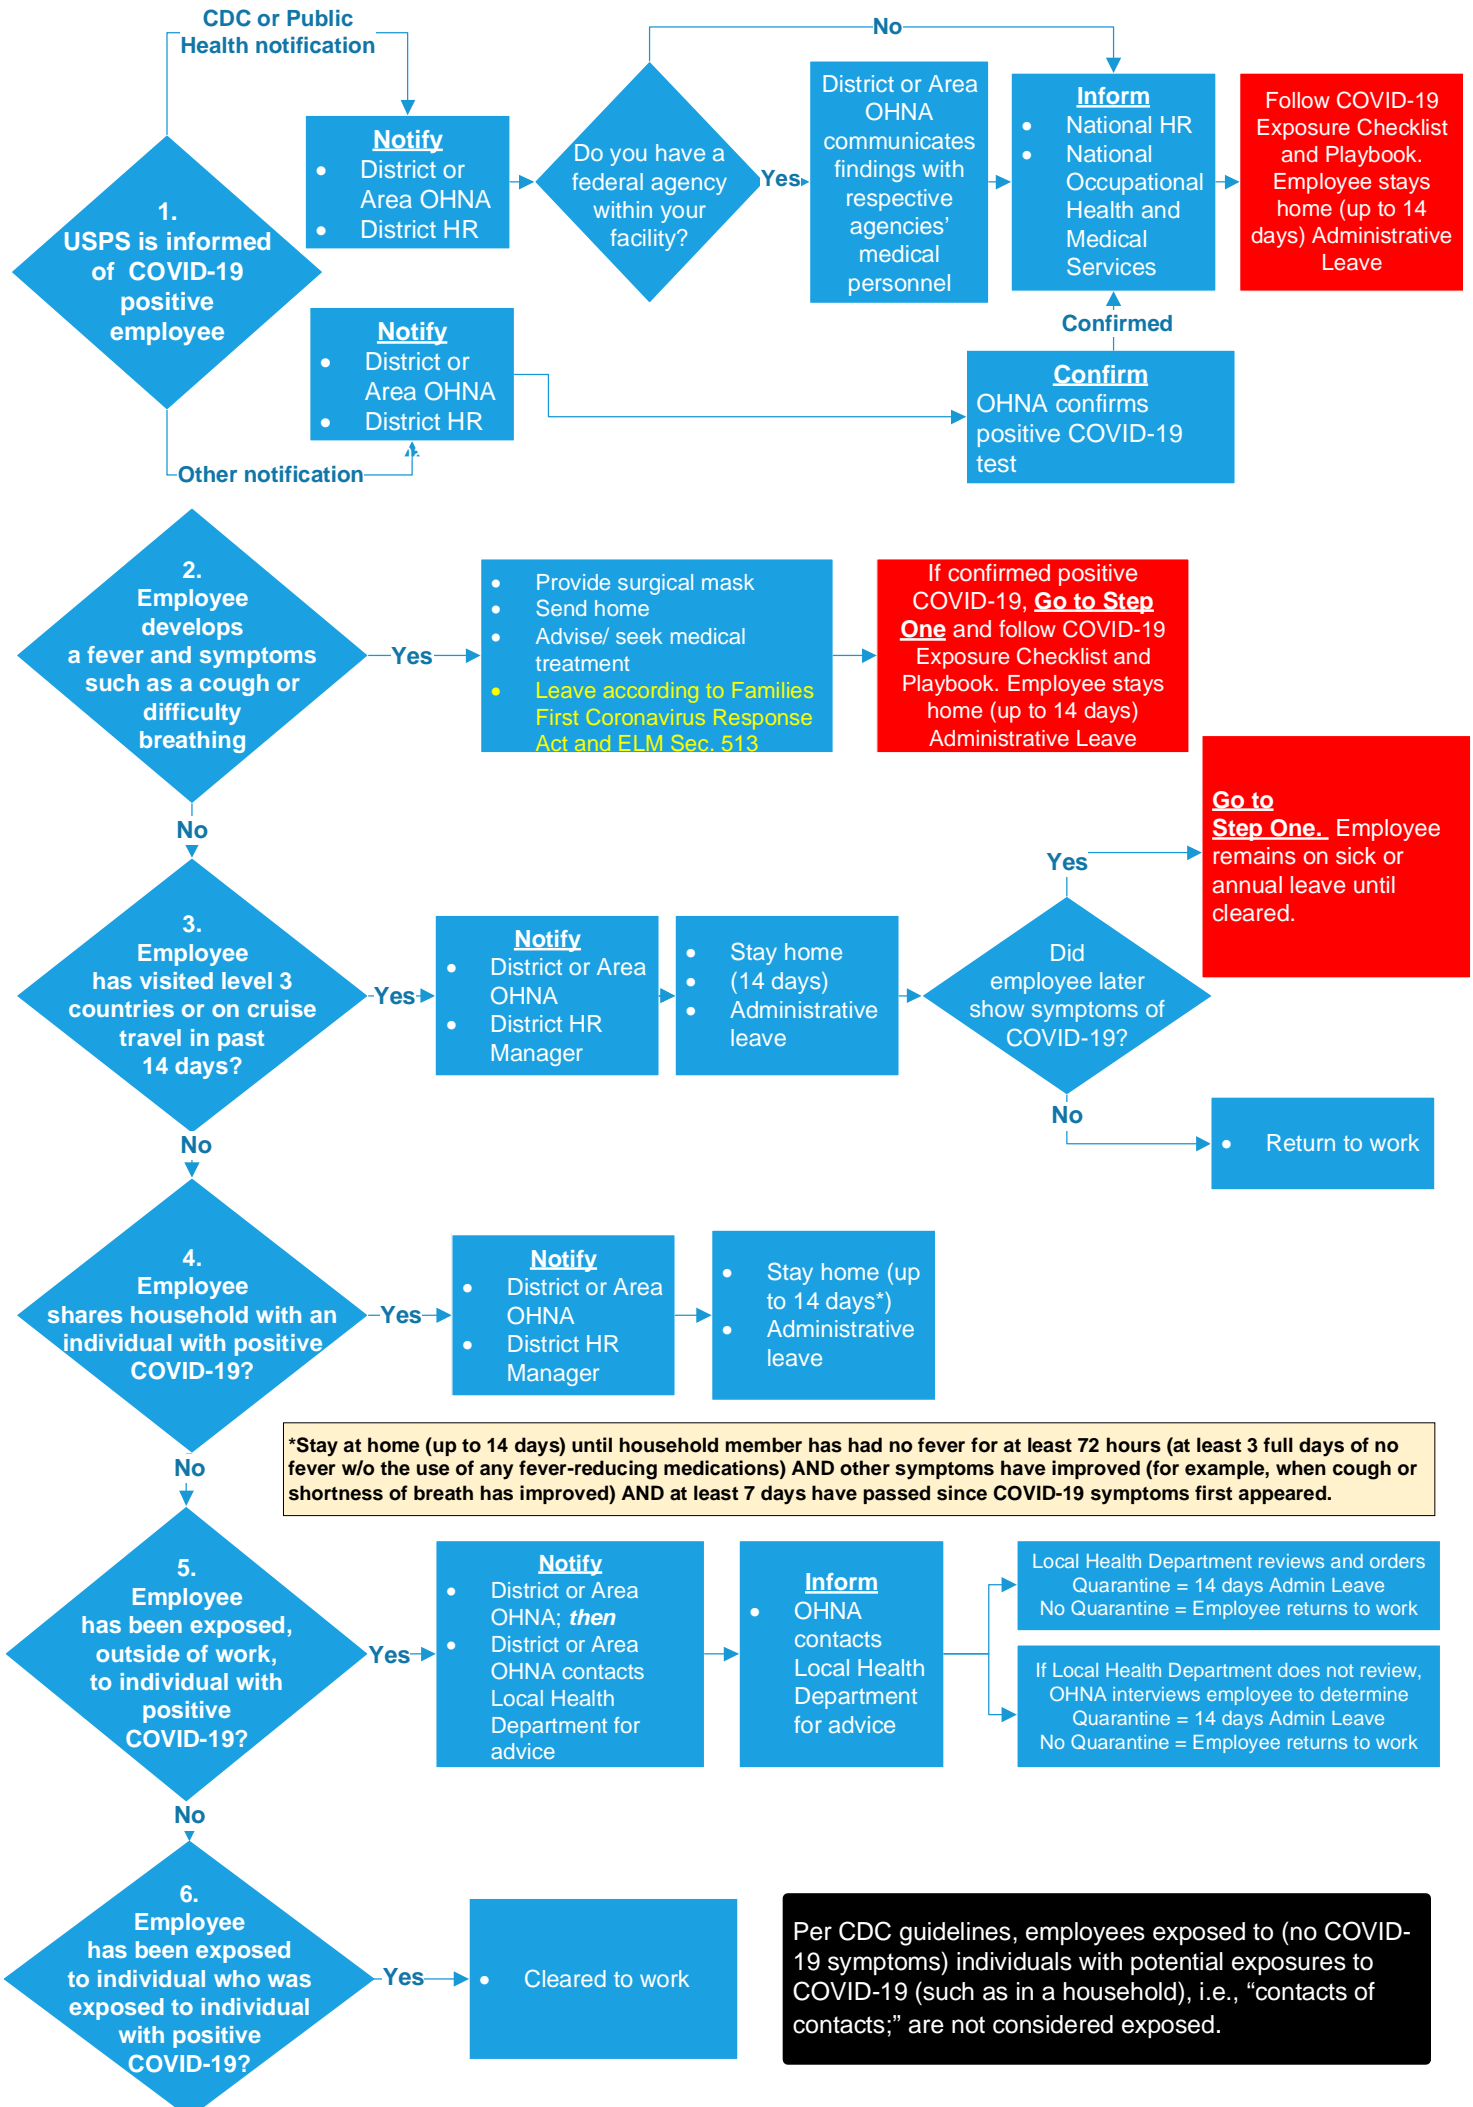 CDC or Public
Health notification
No
1.
USPS is informed
of COVID-19
positive
employee
Notify
• District or
Area OHNA
• District HR
Do you have a
federal agency
within your
facility?
Yes
District or Area
OHNA
communicates
findings with
respective
agencies’
medical
personnel
Inform
• National HR
• National
Occupational
Health and
Medical
Services
Follow COVID-19
Exposure Checklist
and Playbook.
Employee stays
home (up to 14
days) Administrative
Leave
Notify
• District or
Area OHNA
• District HR
Confirmed
Confirm
OHNA confirms
positive COVID-19
test
Other notification
2.
Employee
develops
a fever and symptoms
such as a cough or
difficulty
breathing
Yes
• Provide surgical mask
• Send home
• Advise/ seek medical
treatment
• Leave according to Families
First Coronavirus Response
Act and ELM Sec. 513
If confirmed positive
COVID-19, Go to Step
One and follow COVID-19
Exposure Checklist and
Playbook. Employee stays
home (up to 14 days)
Administrative Leave
No
3.
Employee
has visited level 3
countries or on cruise
travel in past
14 days?
Yes
Notify
• District or Area
OHNA
• District HR
Manager
• Stay home
• (14 days)
• Administrative
leave
Did
employee later
show symptoms of
COVID-19?
Yes
Go to
Step One. Employee
remains on sick or
annual leave until
cleared.
No
• Return to work
No
4.
Employee
shares household with an
individual with positive
COVID-19?
Yes
Notify
• District or Area
OHNA
• District HR
Manager
• Stay home (up
to 14 days*)
• Administrative
leave
*Stay at home (up to 14 days) until household member has had no fever for at least 72 hours (at least 3 full days of no
fever w/o the use of any fever-reducing medications) AND other symptoms have improved (for example, when cough or
shortness of breath has improved) AND at least 7 days have passed since COVID-19 symptoms first appeared.
No
5.
Employee
has been exposed,
outside of work,
to individual with
positive
COVID-19?
Yes
Notify
• District or Area
OHNA; then
• District or Area
OHNA contacts
Local Health
Department for
advice
Inform
• OHNA
contacts
Local Health
Department
for advice
Local Health Department reviews and orders
Quarantine = 14 days Admin Leave
No Quarantine = Employee returns to work
If Local Health Department does not review,
OHNA interviews employee to determine
Quarantine = 14 days Admin Leave
No Quarantine = Employee returns to work
No
6.
Employee
has been exposed
to individual who was
exposed to individual
with positive
COVID-19?
Yes
• Cleared to work
Per CDC guidelines, employees exposed to (no COVID-
19 symptoms) individuals with potential exposures to
COVID-19 (such as in a household), i.e., “contacts of
contacts;” are not considered exposed.